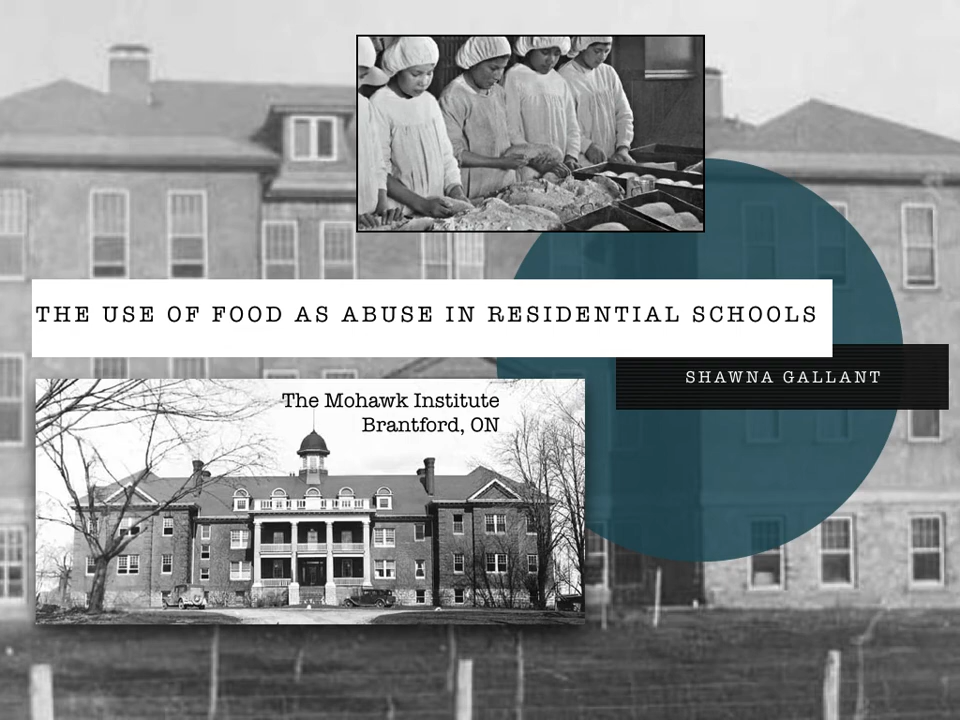 THE USE OF FOOD AS ABUSE IN RESIDENTIAL SCHOOLS
SHAWNA GALLANT
The Mohawk Institute
Brantford, ON